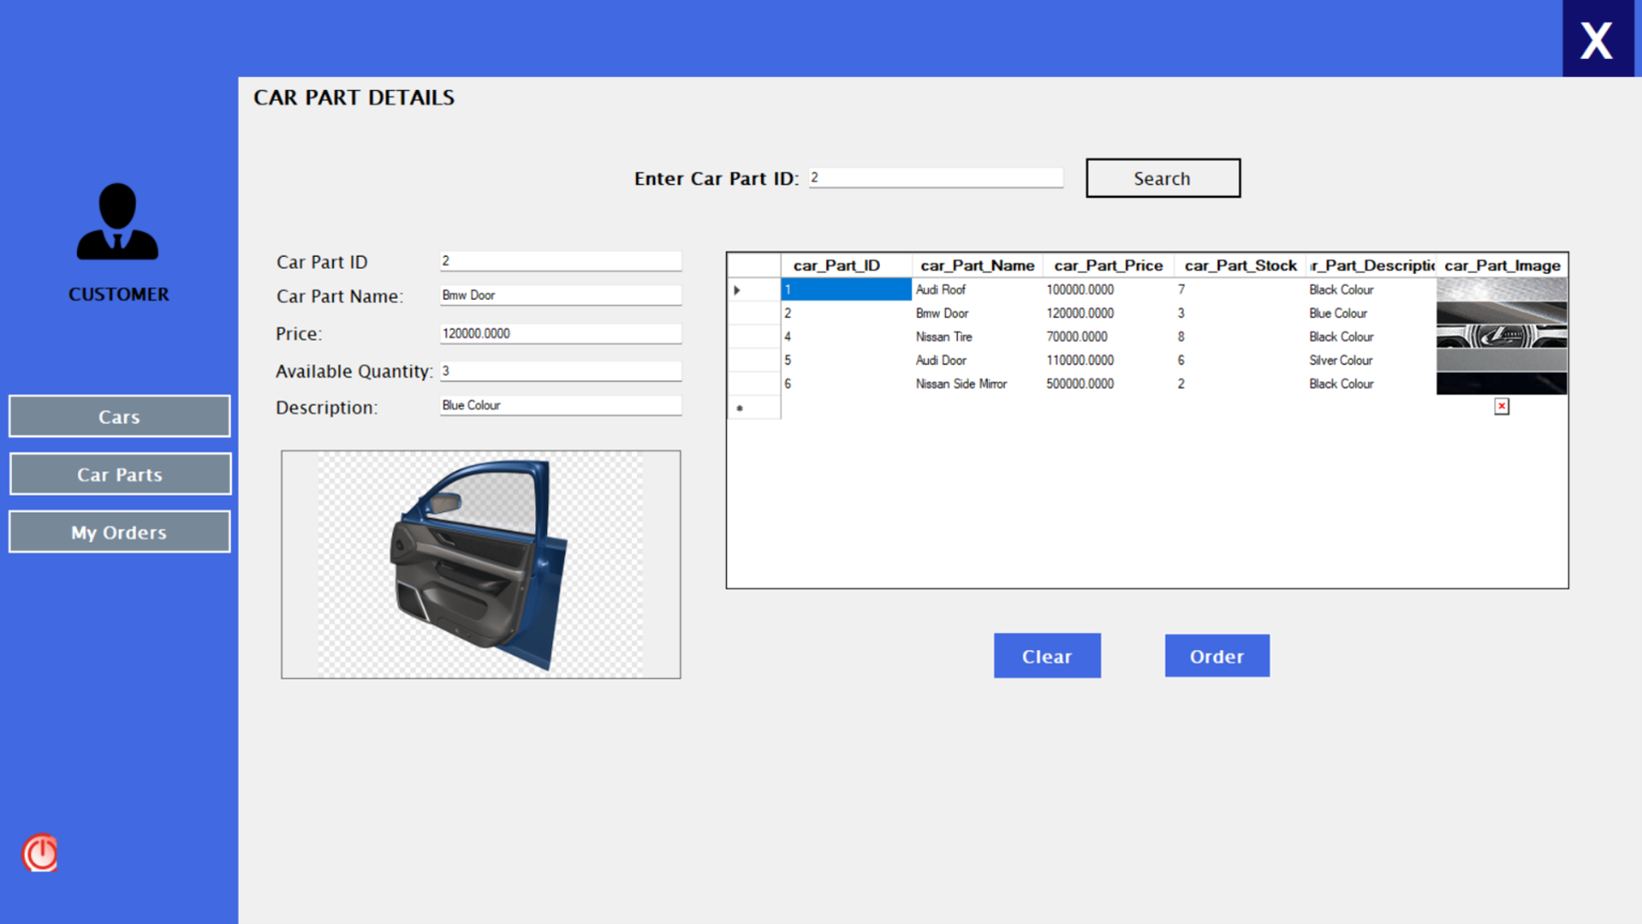 X
CAR PART DETAILS
Enter Car Part ID: 2 Search
CUSTOMER
Cars
Car Parts
My Orders
Car Part ID 2
Car Part Name: Bmw Door
Price: 120000.0000
Available Quantity: 3
Description: Blue Colour
car_Part_ID car_Part_Name car_Part_Price car_Part_Stock r_Part_Descriptic car_Part_Image
1 Audi Roof 100000.0000 7 Black Colour
2 Bmw Door 120000.0000 3 Blue Colour
4 Nissan Tire 70000.0000 8 Black Colour
5 Audi Door 110000.0000 6 Silver Colour
6 Nissan Side Mirror 500000.0000 2 Black Colour
Clear Order